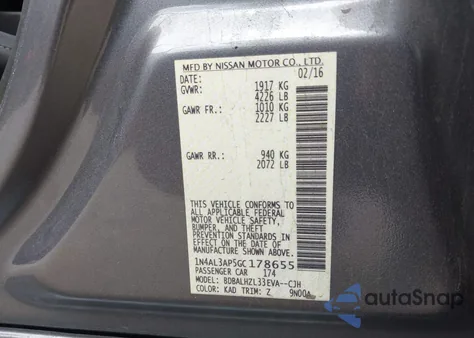 MFD BY NISSAN MOTOR CO., LTD.
DATE: 02/16
GVWR: 1917 KG
4226 LB
GAWR FR: 1010 KG
2227 LB
GAWR RR: 940 KG
2072 LB
THIS VEHICLE CONFORMS TO ALL
APPLICABLE FEDERAL
MOTOR VEHICLE SAFETY,
BUMPER, AND THEFT
PREVENTION STANDARDS
IN EFFECT ON THE DATE OF
MANUFACTURE SHOWN ABOVE.
1N4AL3AP5GC178655
PASSENGER CAR 174
MODEL: BDBALHZL33EVA--CJH
COLOR: KAD TRIM: Z 9N00A
autoSnap